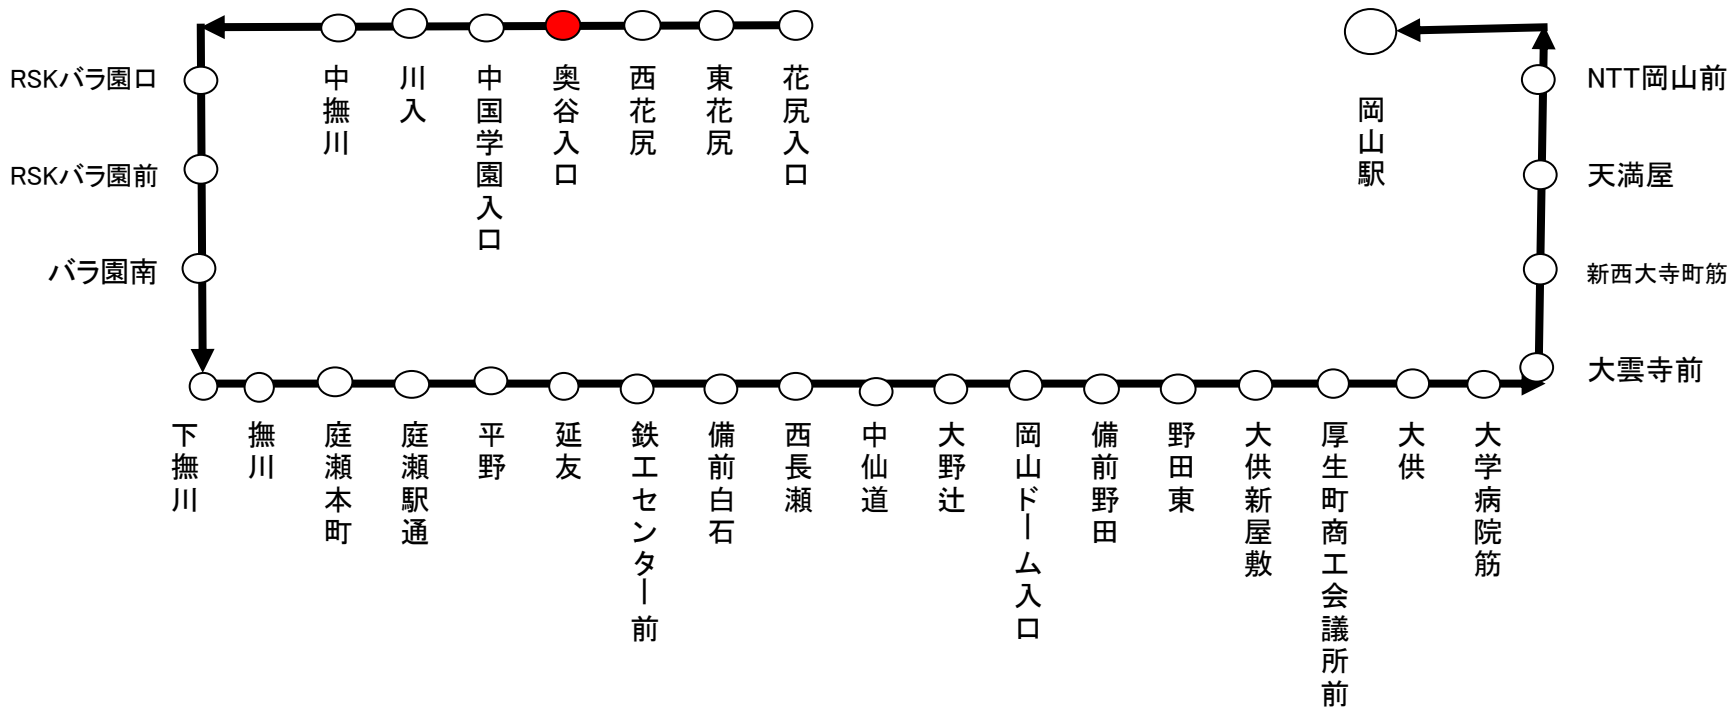 花尻入口
東花尻
西花尻
奥谷入口
中国学園入口
川入
中撫川
RSKバラ園口
RSKバラ園前
バラ園南
下撫川
撫川
庭瀬本町
庭瀬駅通
平野
延友
鉄工センター前
備前白石
西長瀬
中仙道
大野辻
岡山ドーム入口
備前野田
野田東
大供新屋敷
厚生町商工会議所前
大供
大学病院筋
大雲寺前
新西大寺町筋
天満屋
NTT岡山前
岡山駅